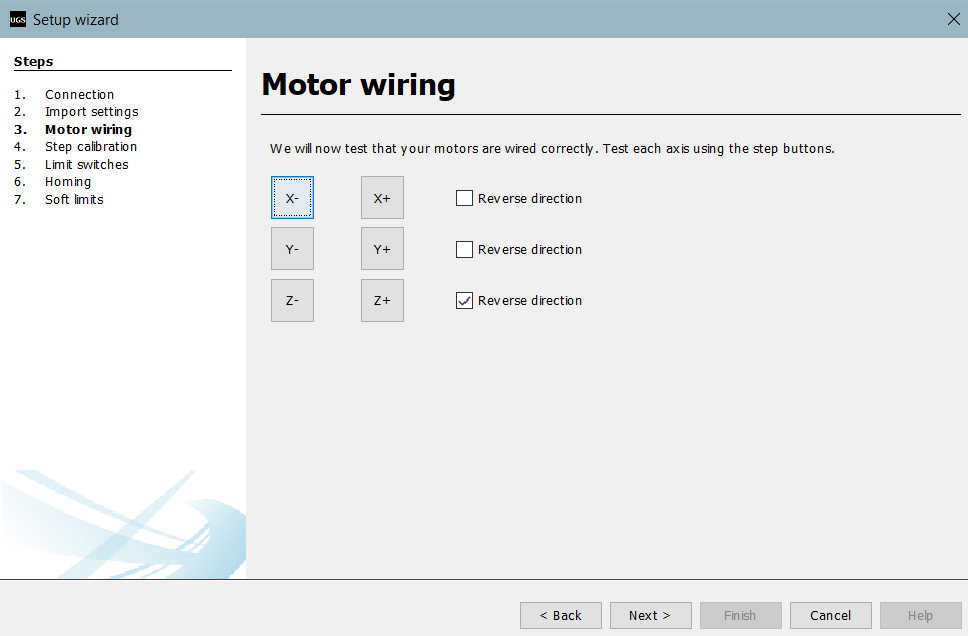 UGS Setup wizard
Steps
1. Connection
2. Import settings
3. Motor wiring
4. Step calibration
5. Limit switches
6. Homing
7. Soft limits
Motor wiring
We will now test that your motors are wired correctly. Test each axis using the step buttons.
X- X+ Reverse direction
Y- Y+ Reverse direction
Z- Z+ Reverse direction
< Back Next > Finish Cancel Help